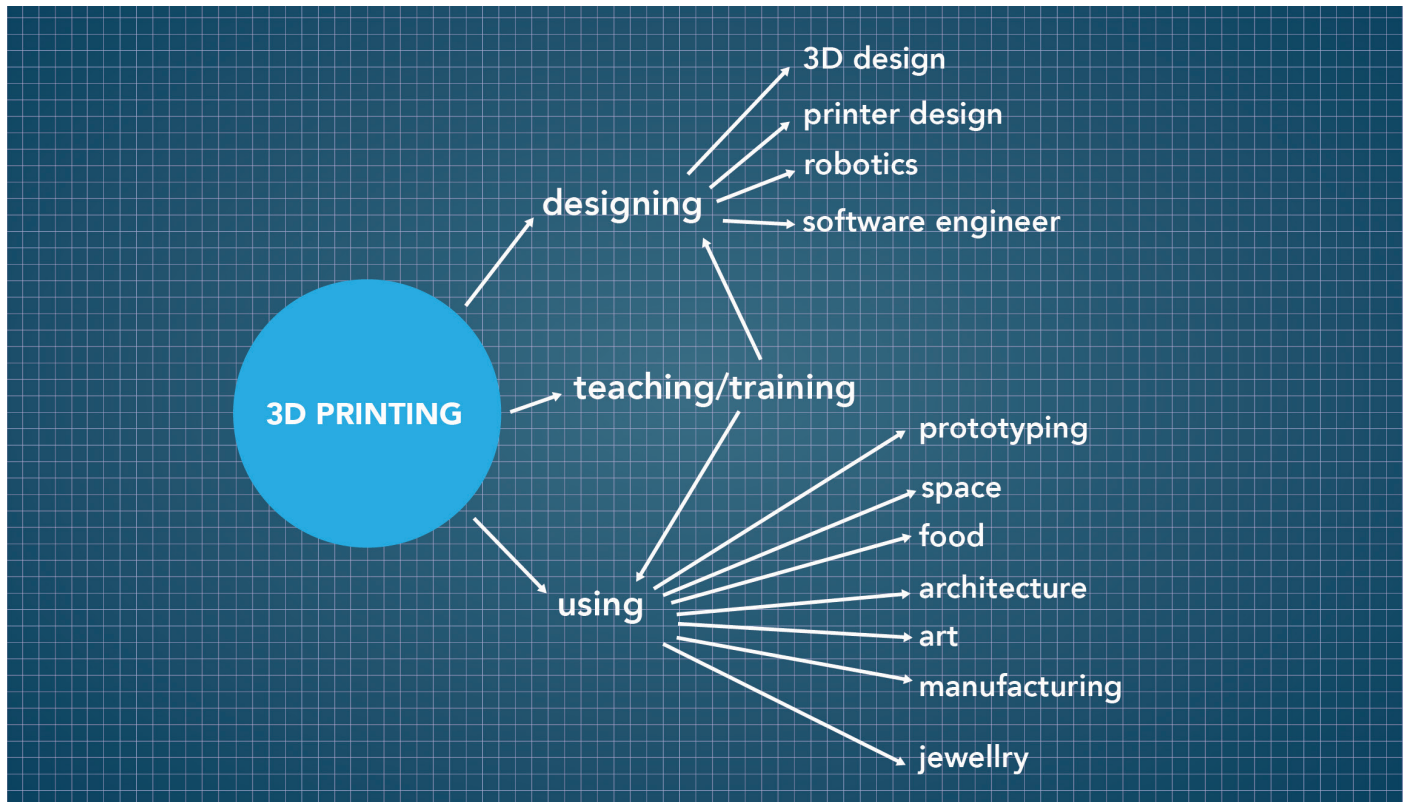 3D PRINTING
designing
3D design
printer design
robotics
software engineer
teaching/training
using
prototyping
space
food
architecture
art
manufacturing
jewellry